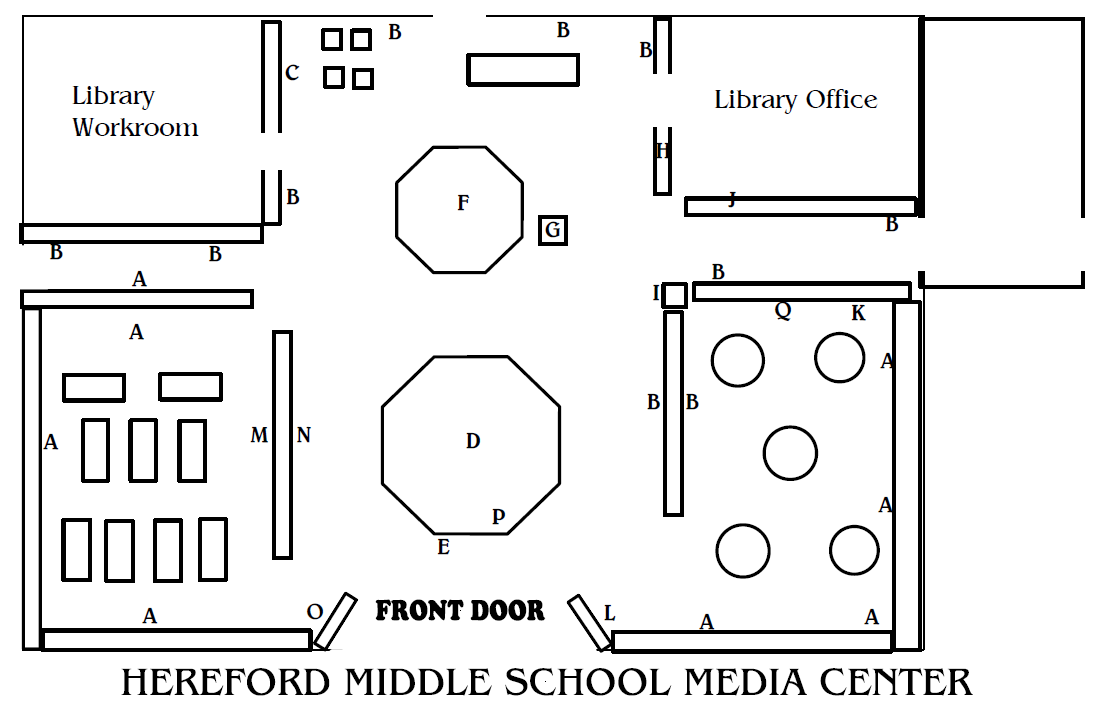 B
B
B
C
Library
Workroom
Library Office
H
B
F
J
G
B
B
B
A
B
I
Q
K
A
A
B
B
A
M
N
D
A
P
E
A
O
FRONT DOOR
L
A
A
HEREFORD MIDDLE SCHOOL MEDIA CENTER